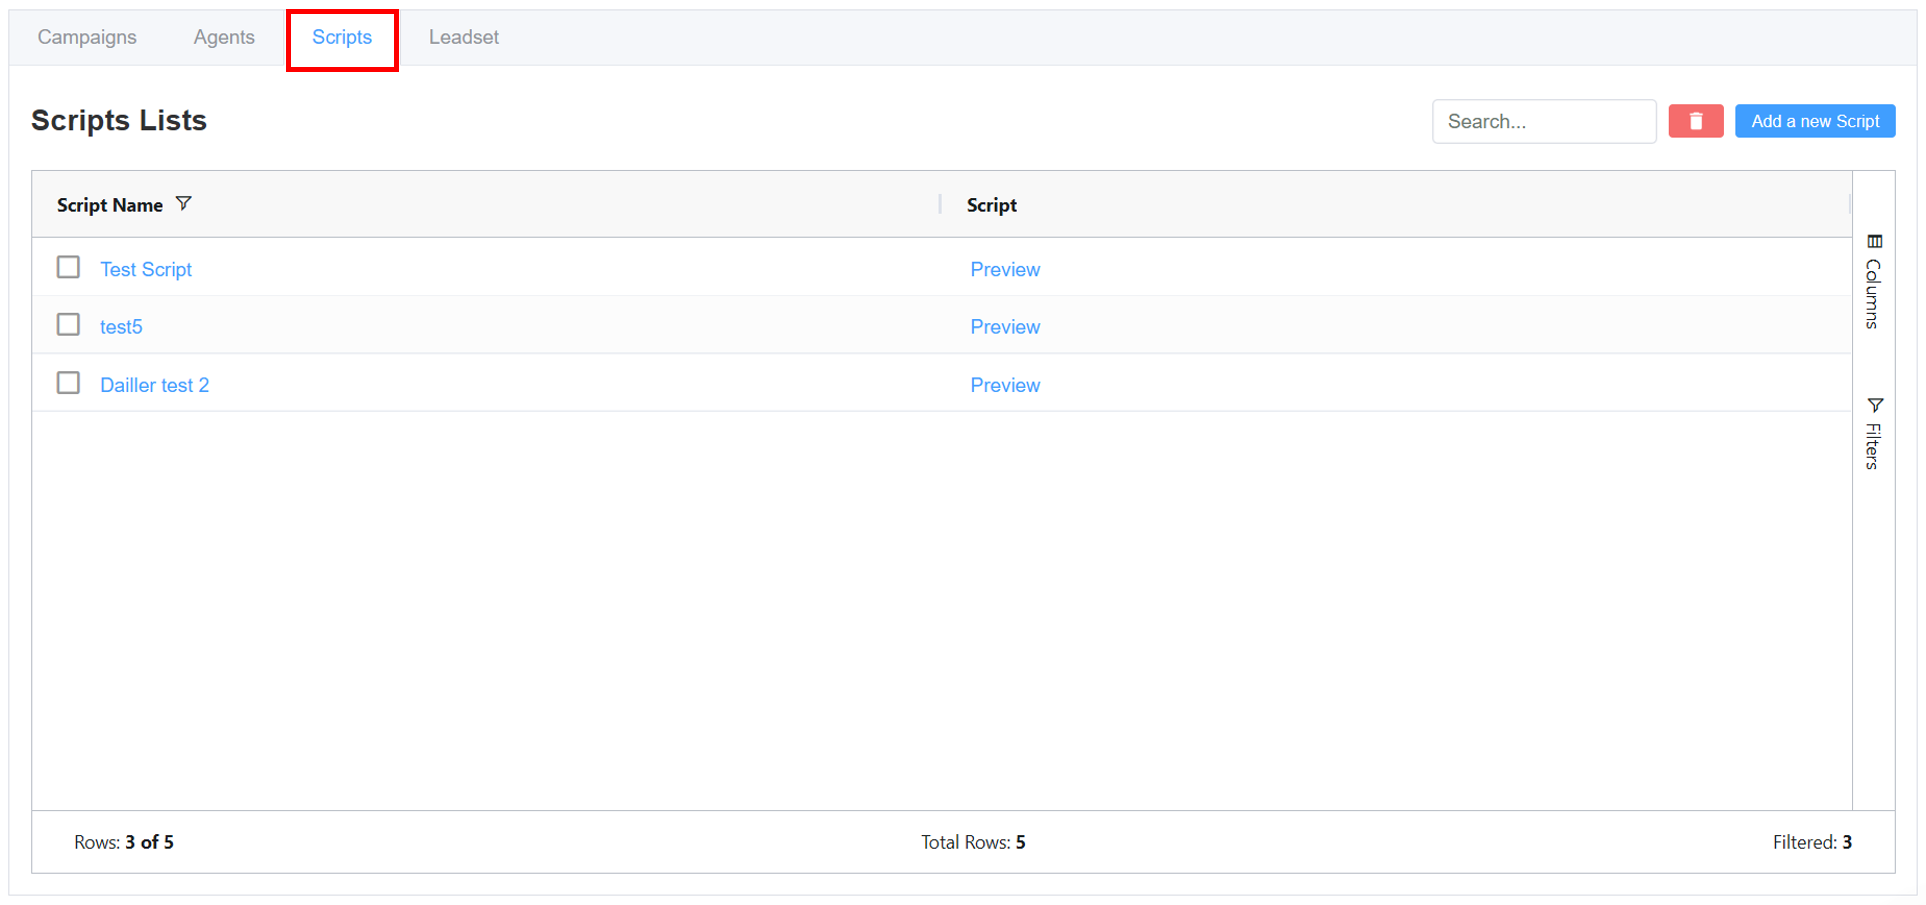 Campaigns Agents Scripts Leadset
Scripts Lists
Search...
Add a new Script
Script Name Script
Test Script Preview
test5 Preview
Dailler test 2 Preview
Columns
Filters
Rows: 3 of 5 Total Rows: 5 Filtered: 3